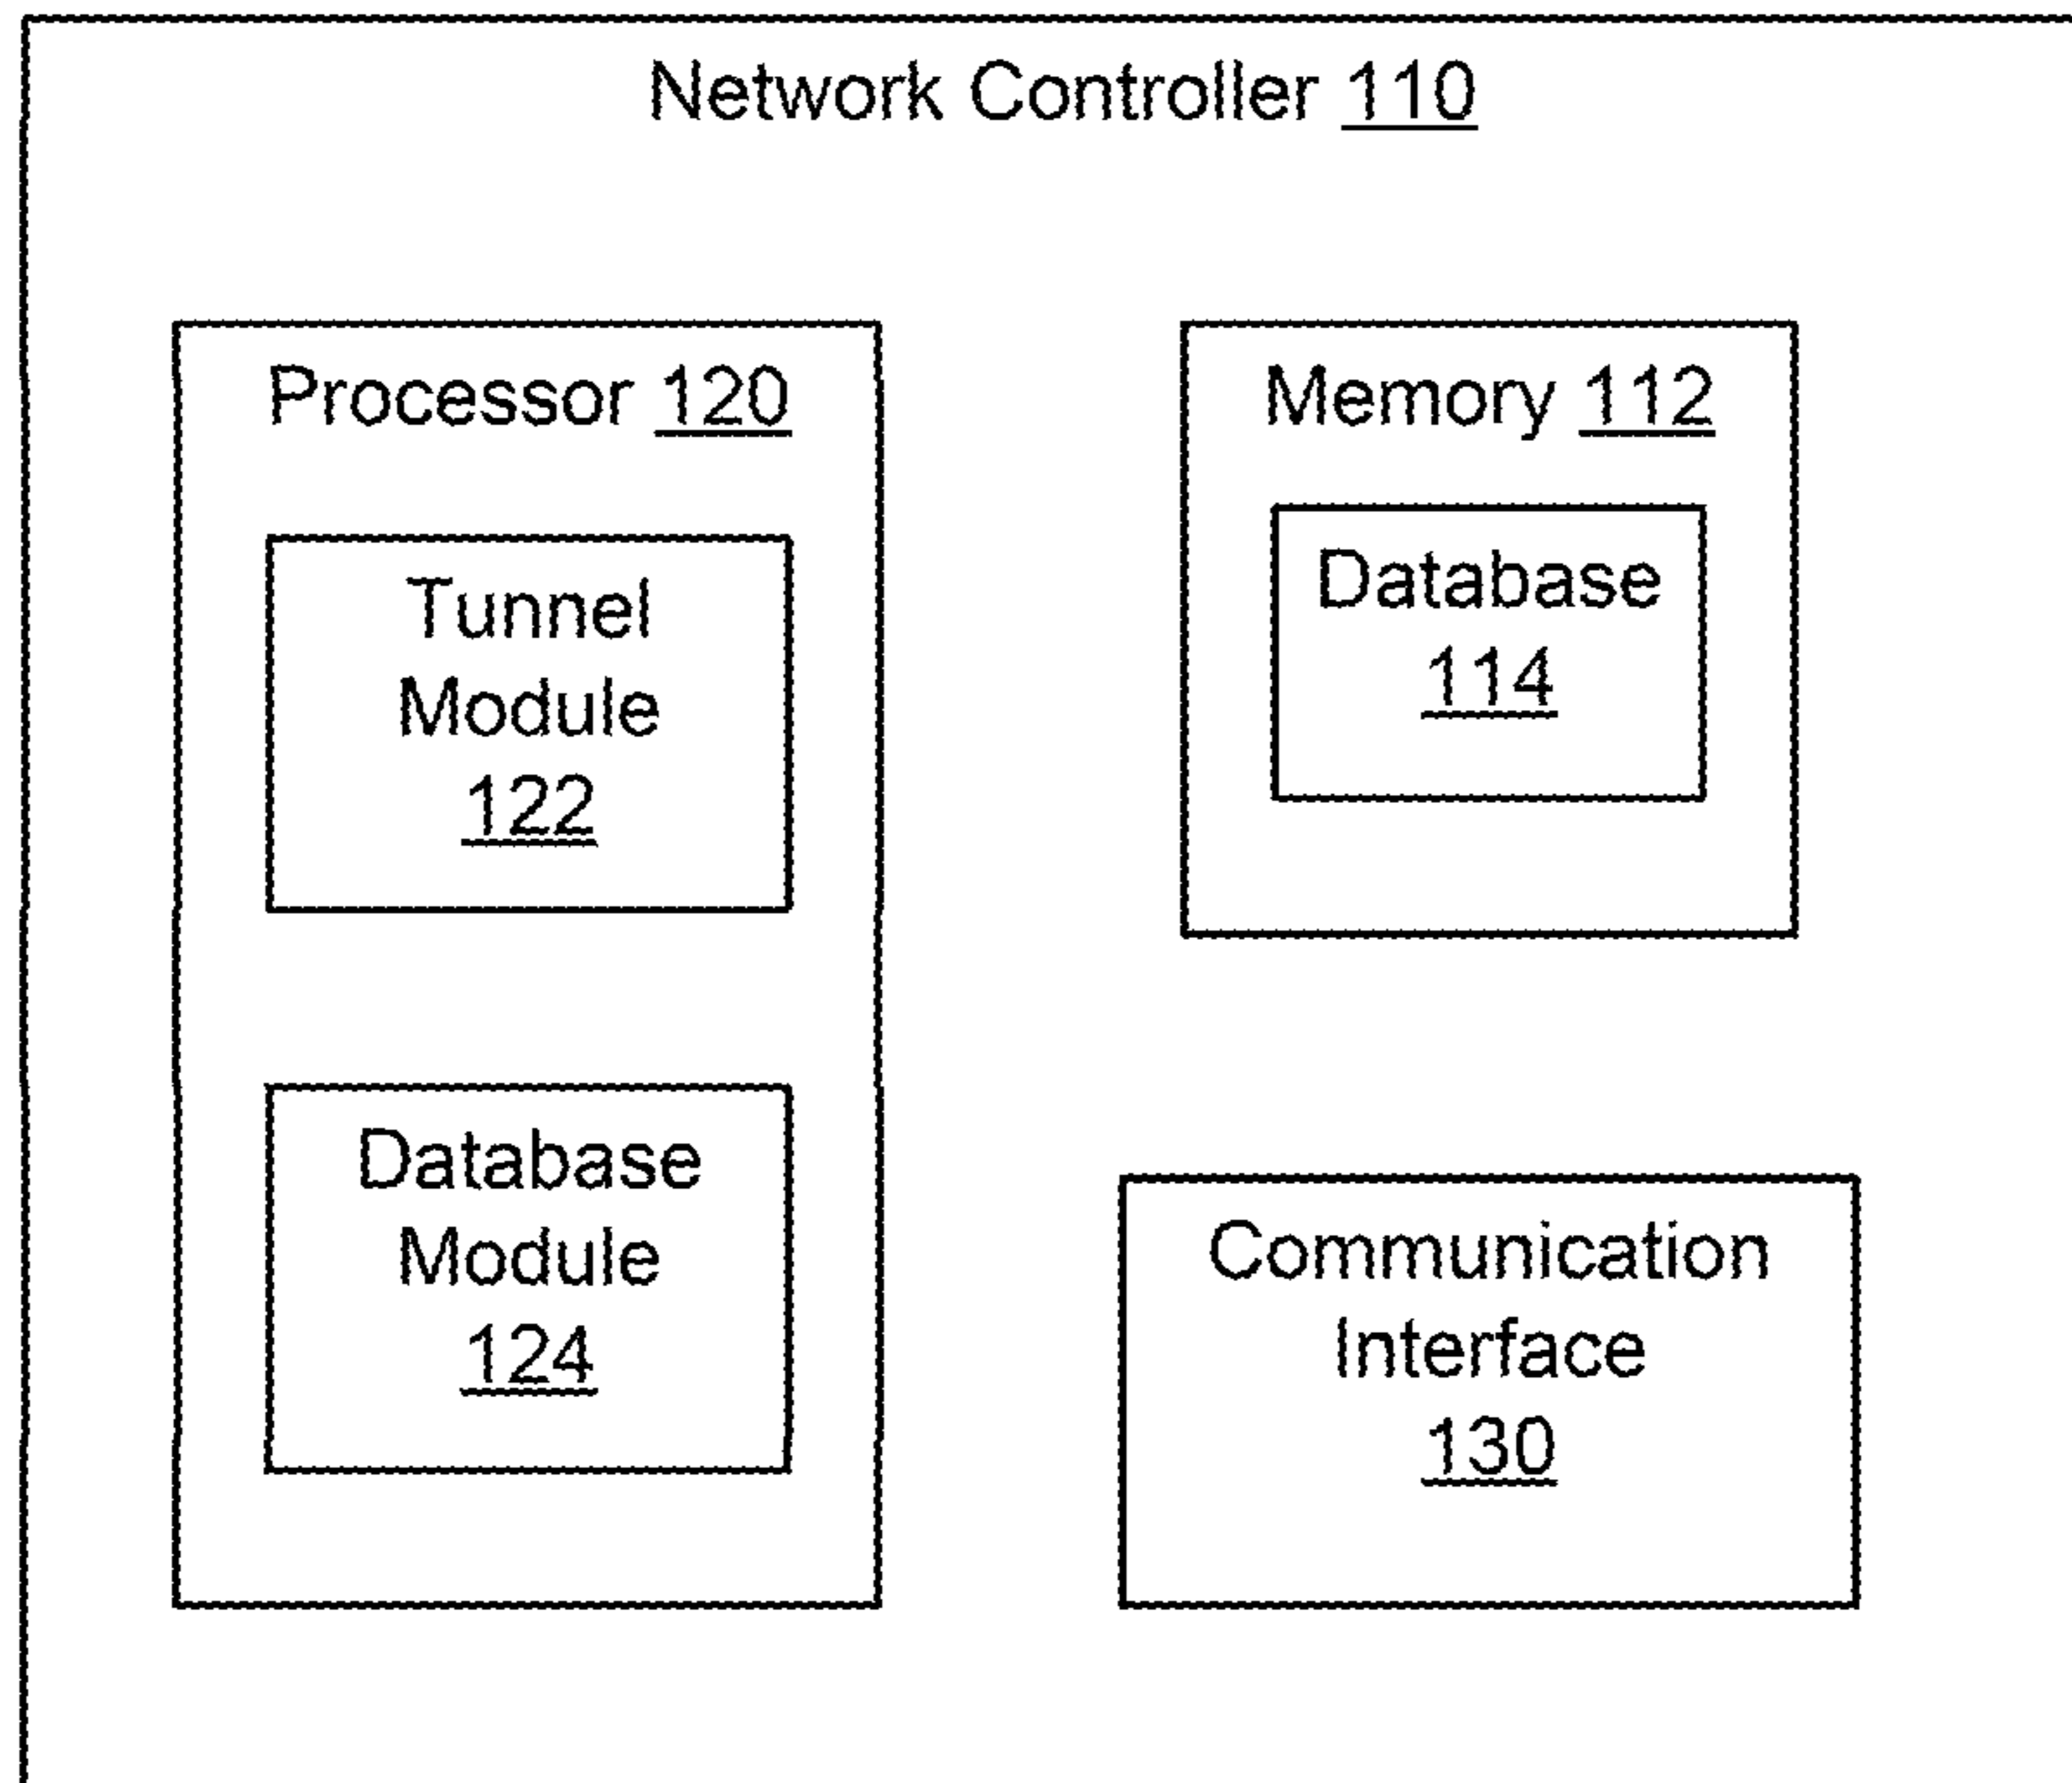 Network Controller 110
Processor 120
Tunnel
Module
122
Database
Module
124
Memory 112
Database
114
Communication
Interface
130